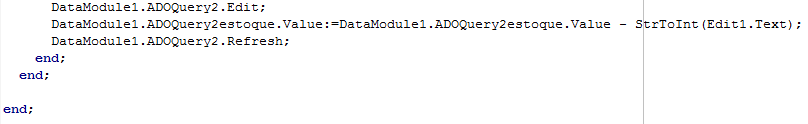 DataModule1.ADOQuery2.Edit;
DataModule1.ADOQuery2estoque.Value:=DataModule1.ADOQuery2estoque.Value - StrToInt(Edit1.Text);
DataModule1.ADOQuery2.Refresh;
end;
end;
end;